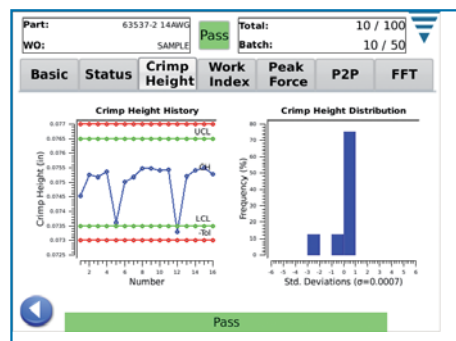 Part: 63537-2 14AWG
WO: SAMPLE
Pass
Total: 10 / 100
Batch: 10 / 50
Basic Status Crimp Height Work Index Peak Force P2P FFT
Crimp Height History
Crimp Height (in)
0.077
0.0765
0.076
0.0755
0.075
0.0745
0.074
0.0735
0.073
0.0725
UCL
CH
LCL
-Tol
2 4 6 8 10 12 14 16
Number
Crimp Height Distribution
Frequency (%)
80
70
60
50
40
30
20
10
0
-6 -5 -4 -3 -2 -1 0 1 2 3 4 5 6
Std. Deviations (σ=0.0007)
Pass